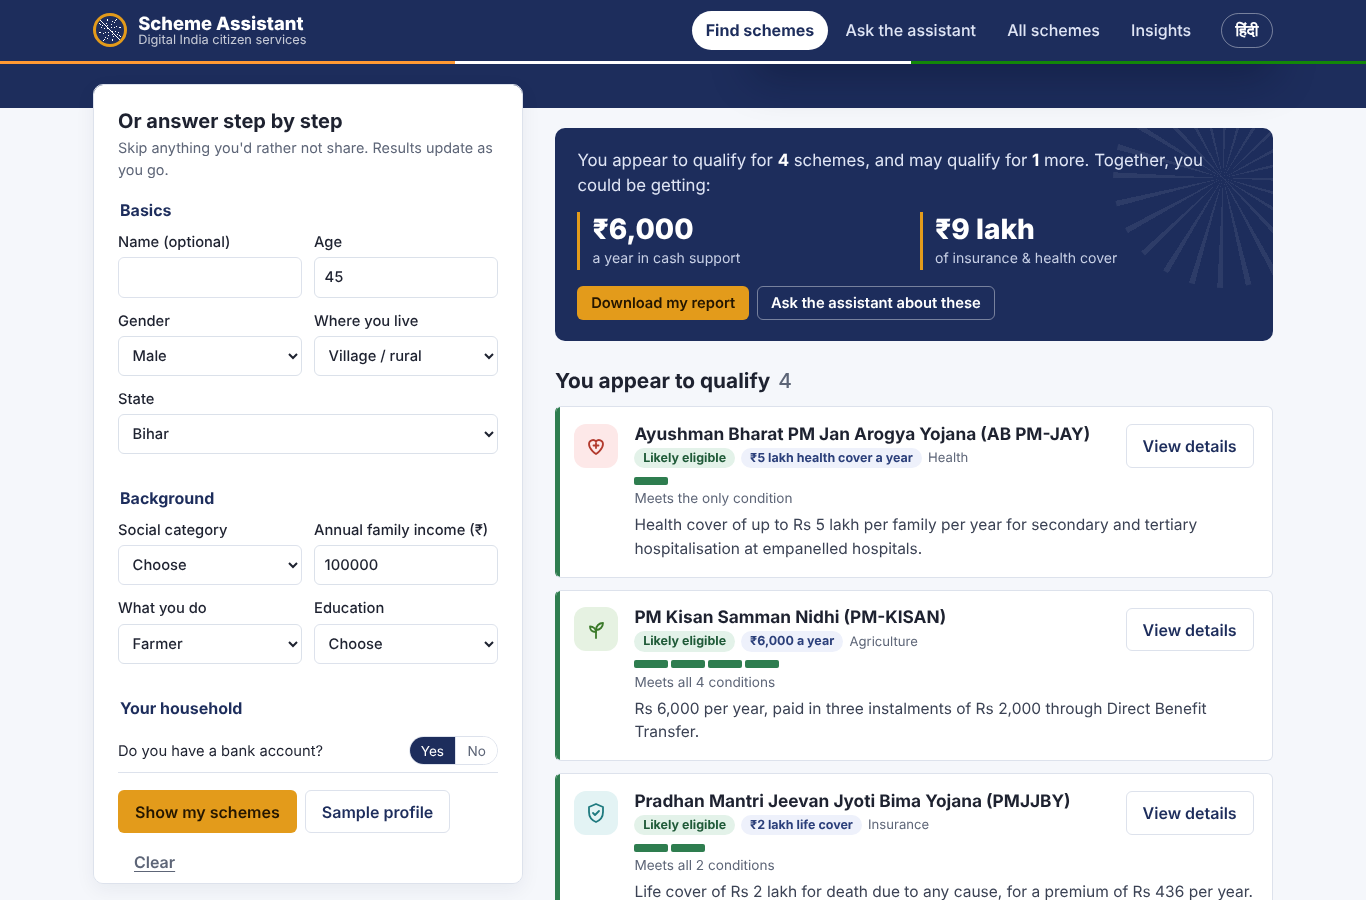 Scheme Assistant
Digital India citizen services
Find schemes
Ask the assistant
All schemes
Insights
हिंदी
Or answer step by step
Skip anything you'd rather not share. Results update as
you go.
Basics
Name (optional)
Age
45
Gender
Where you live
Male
Village / rural
State
Bihar
Background
Social category
Annual family income (₹)
Choose
100000
What you do
Education
Farmer
Choose
Your household
Do you have a bank account?
Yes
No
Show my schemes
Sample profile
Clear
You appear to qualify for 4 schemes, and may qualify for 1 more. Together, you
could be getting:
₹6,000
a year in cash support
₹9 lakh
of insurance & health cover
Download my report
Ask the assistant about these
You appear to qualify 4
Ayushman Bharat PM Jan Arogya Yojana (AB PM-JAY)
View details
Likely eligible
₹5 lakh health cover a year
Health
Meets the only condition
Health cover of up to Rs 5 lakh per family per year for secondary and tertiary
hospitalisation at empanelled hospitals.
PM Kisan Samman Nidhi (PM-KISAN)
View details
Likely eligible
₹6,000 a year
Agriculture
Meets all 4 conditions
Rs 6,000 per year, paid in three instalments of Rs 2,000 through Direct Benefit
Transfer.
Pradhan Mantri Jeevan Jyoti Bima Yojana (PMJJBY)
View details
Likely eligible
₹2 lakh life cover
Insurance
Meets all 2 conditions
Life cover of Rs 2 lakh for death due to any cause, for a premium of Rs 436 per year.